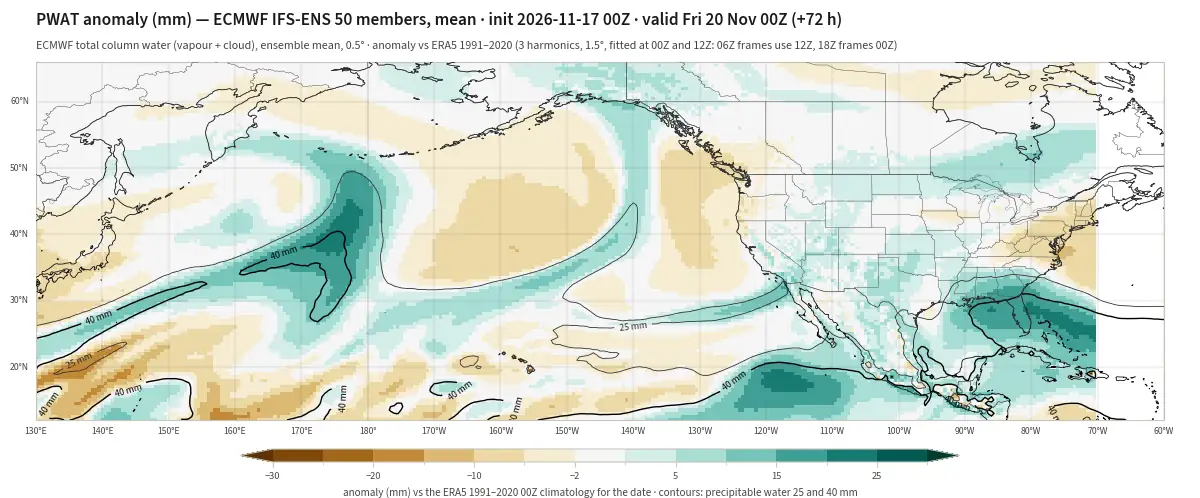 PWAT anomaly (mm) — ECMWF IFS-ENS 50 members, mean · init 2026-11-17 00Z · valid Fri 20 Nov 00Z (+72 h)
ECMWF total column water (vapour + cloud), ensemble mean, 0.5° · anomaly vs ERA5 1991–2020 (3 harmonics, 1.5°, fitted at 00Z and 12Z: 06Z frames use 12Z, 18Z frames 00Z)
60°N
50°N
40°N
40 mm
30°N
40 mm
25 mm
25 mm
20°N
40 mm
40 mm
40 mm
40 mm
40 mm
0 mm
40
130°E 140°E 150°E 160°E 170°E 180° 170°W 160°W 150°W 140°W 130°W 120°W 110°W 100°W 90°W 80°W 70°W 60°W
−30 −20 −10 −2 5 15 25
anomaly (mm) vs the ERA5 1991–2020 00Z climatology for the date · contours: precipitable water 25 and 40 mm